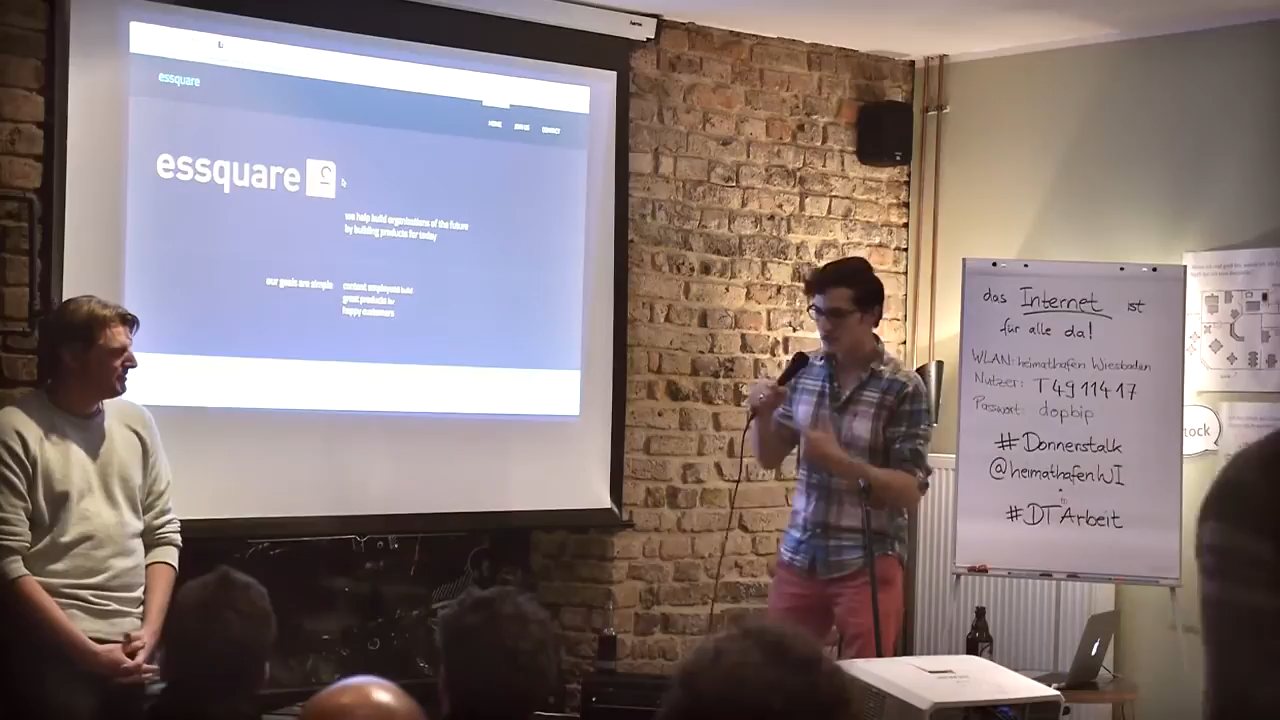 essquare
HOME JOIN US CONTACT
essquare
we help build organisations of the future
by building products for today
our goals are simple
content employees build
great products for
happy customers
das Internet ist
für alle da!
WLAN: heimathafen Wiesbaden
Nutzer: T4911417
Passwort: dopbip
#Donnerstalk
@heimathafenWI
#DTArbeit
tock